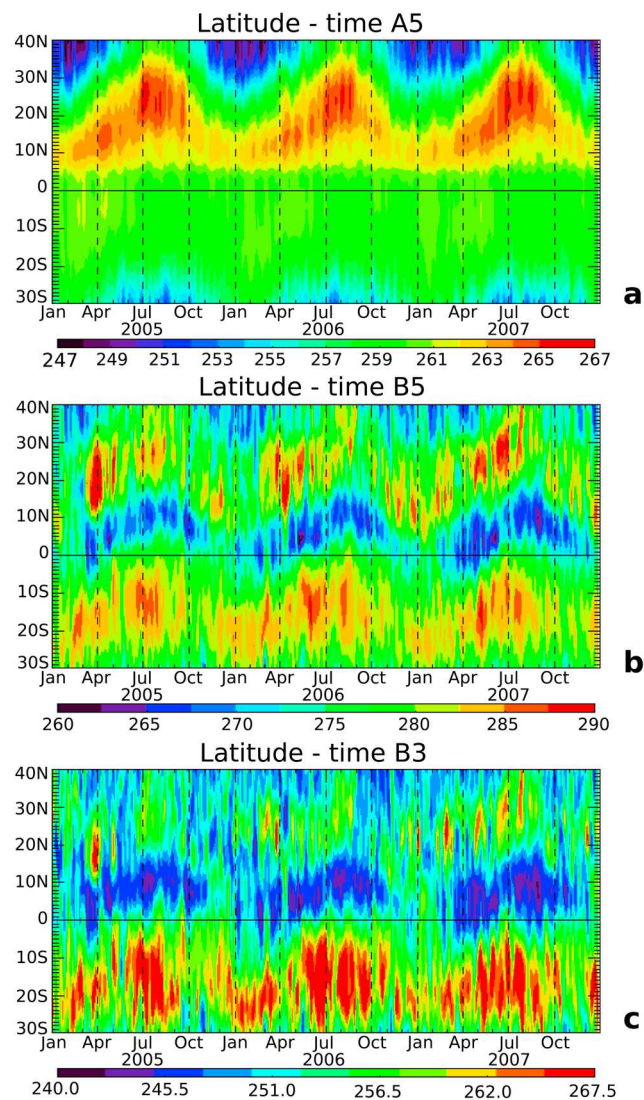 Latitude - time A5
40N
30N
20N
10N
0
10S
20S
30S
Jan Apr Jul Oct Jan Apr Jul Oct Jan Apr Jul Oct
2005 2006 2007
a
247 249 251 253 255 257 259 261 263 265 267
Latitude - time B5
40N
30N
20N
10N
0
10S
20S
30S
Jan Apr Jul Oct Jan Apr Jul Oct Jan Apr Jul Oct
2005 2006 2007
b
260 265 270 275 280 285 290
Latitude - time B3
40N
30N
20N
10N
0
10S
20S
30S
Jan Apr Jul Oct Jan Apr Jul Oct Jan Apr Jul Oct
2005 2006 2007
c
240.0 245.5 251.0 256.5 262.0 267.5